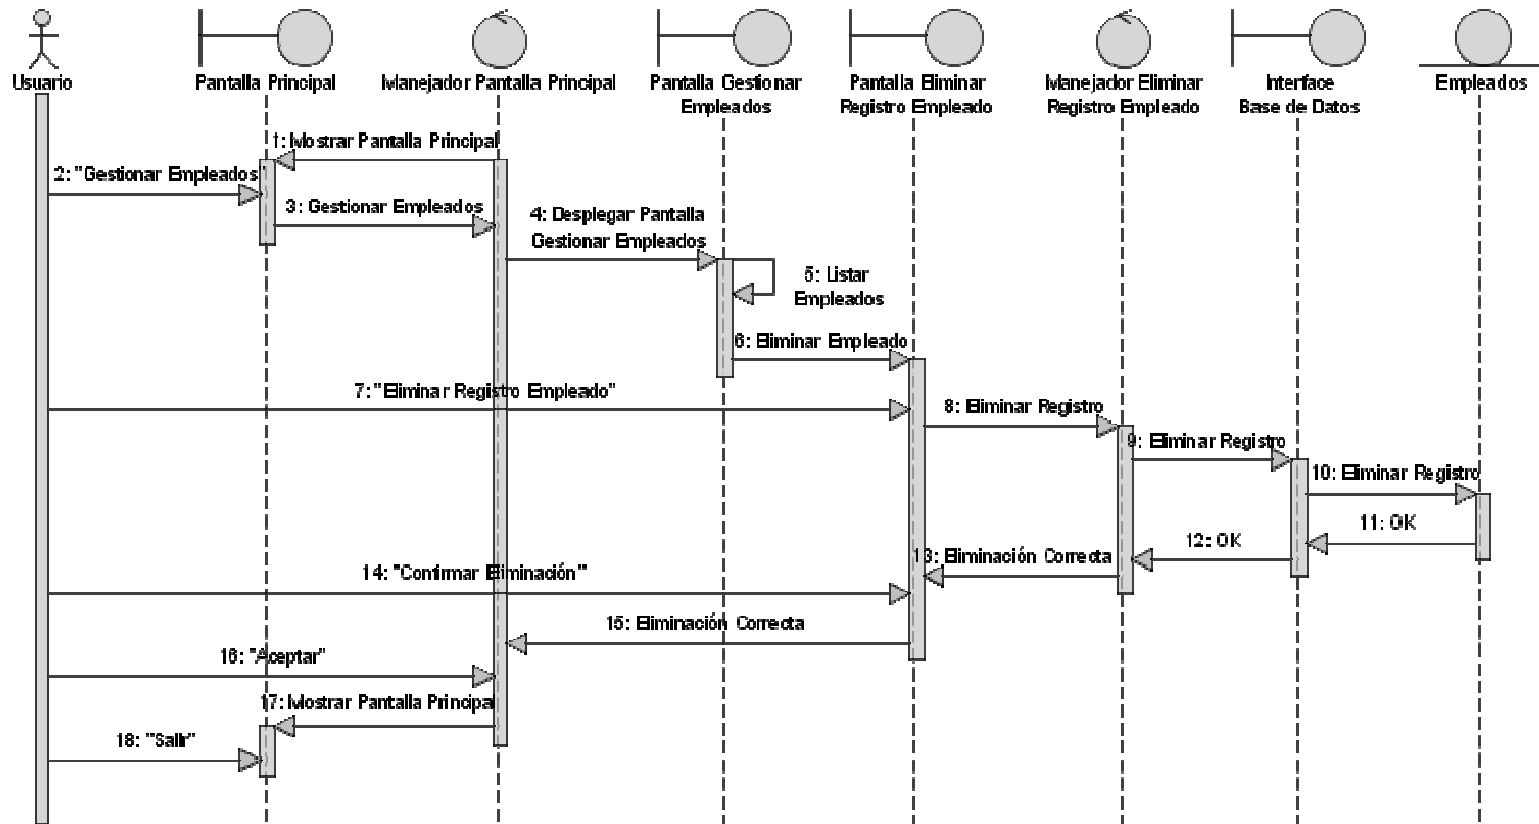 Usuario
Pantalla Principal
Manejador Pantalla Principal
Pantalla Gestionar
Empleados
Pantalla Eliminar
Registro Empleado
Manejador Eliminar
Registro Empleado
Interface
Base de Datos
Empleados
1: Mostrar Pantalla Principal
2: "Gestionar Empleados"
3: Gestionar Empleados
4: Desplegar Pantalla
Gestionar Empleados
5: Listar
Empleados
6: Eliminar Empleado
7: "Eliminar Registro Empleado"
8: Eliminar Registro
9: Eliminar Registro
10: Eliminar Registro
11: OK
12: OK
13: Eliminación Correcta
14: "Confirmar Eliminación"
15: Eliminación Correcta
16: "Aceptar"
17: Mostrar Pantalla Principal
18: "Salir"